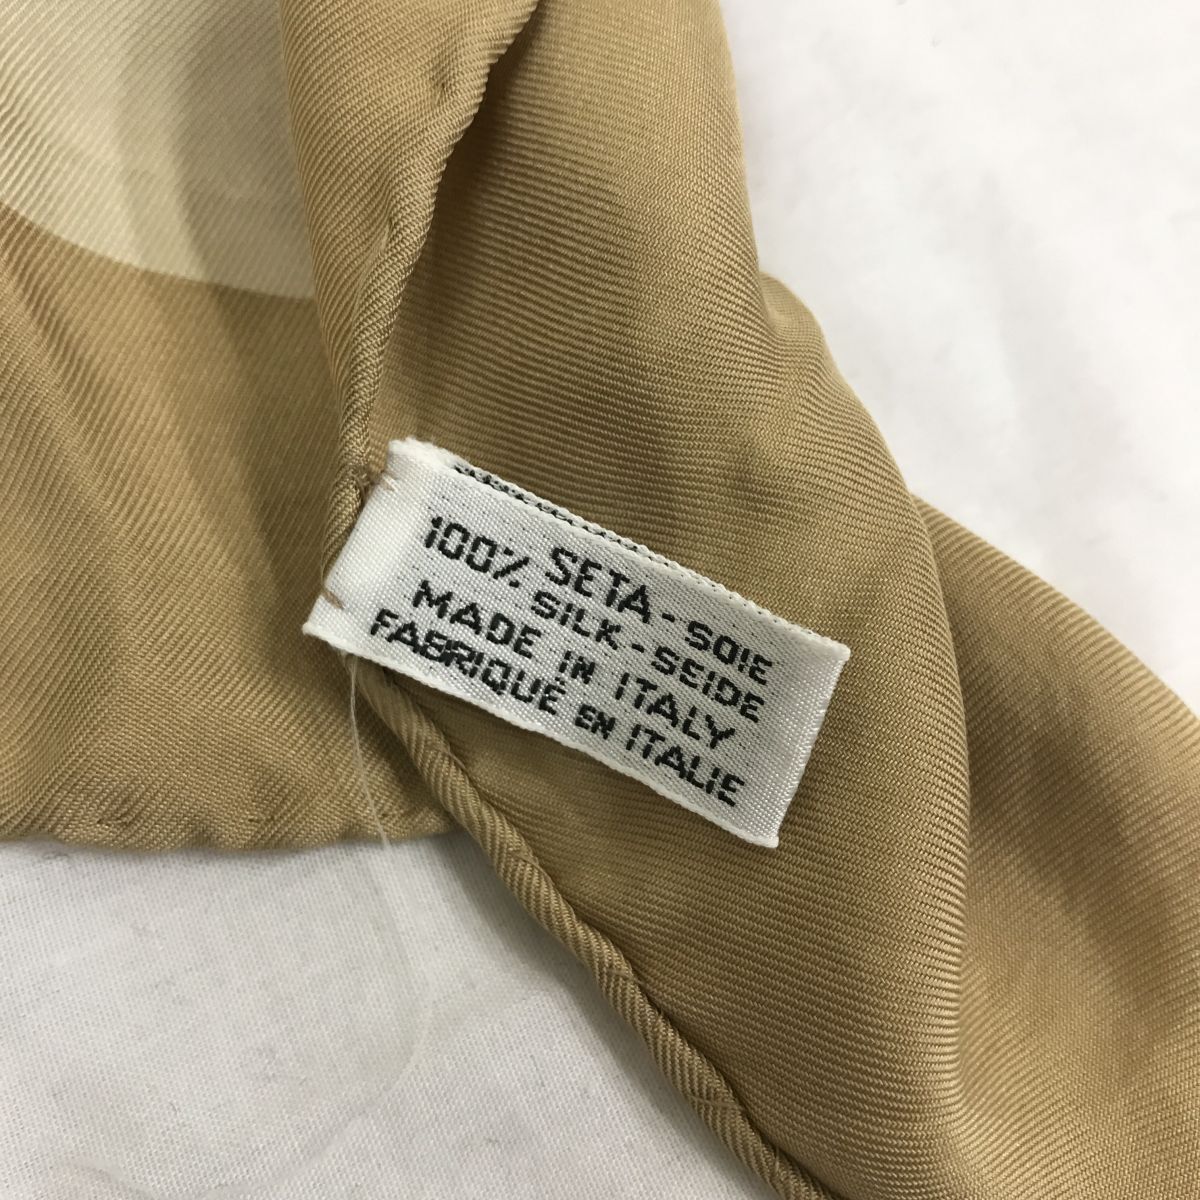 100% SETA-SOIE
SILK-SEIDE
MADE IN ITALY
FABRIQUÉ EN ITALIE